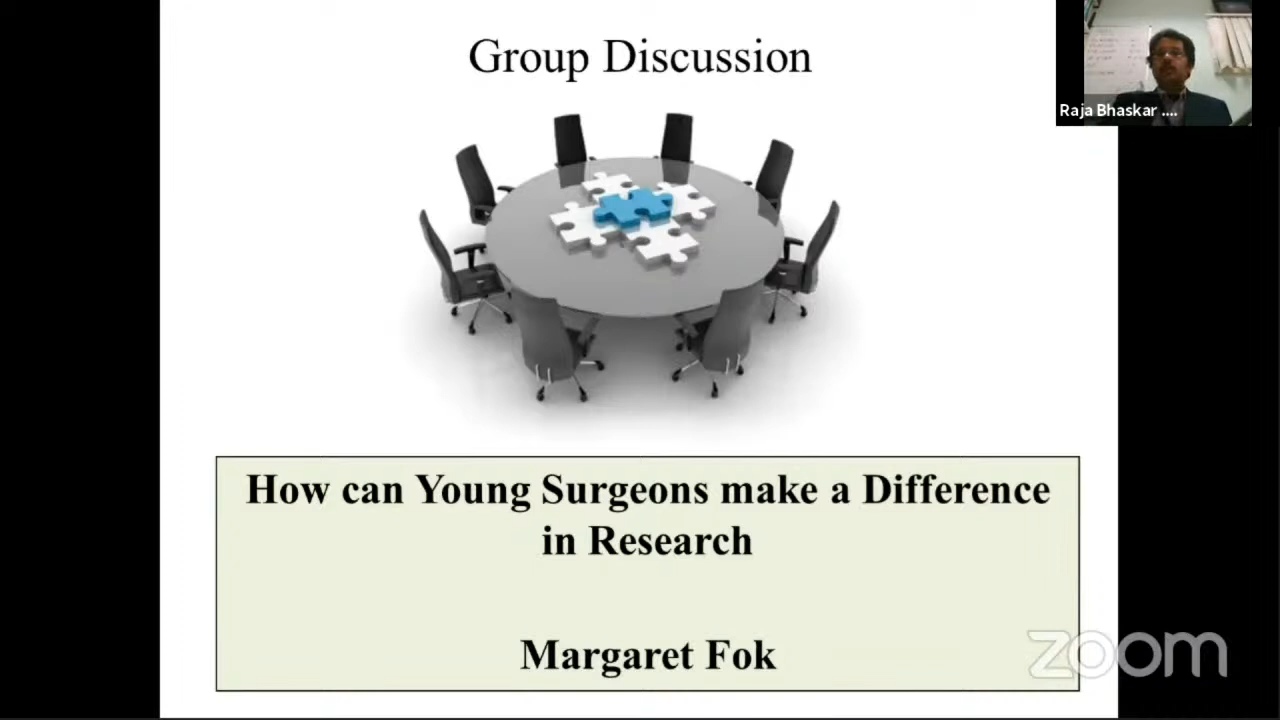 Group Discussion
Raja Bhaskar ....
How can Young Surgeons make a Difference
in Research
Margaret Fok
zoom